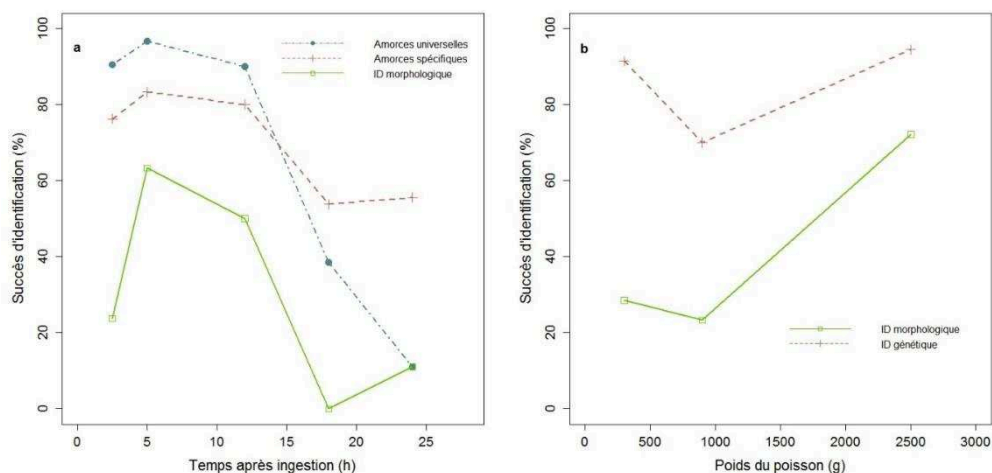 a
Amorces universelles
Amorces spécifiques
ID morphologique
Succès d'identification (%)
100
80
60
40
20
0
0 5 10 15 20 25
Temps après ingestion (h)
b
ID morphologique
ID génétique
Succès d'identification (%)
100
80
60
40
20
0
0 500 1000 1500 2000 2500 3000
Poids du poisson (g)